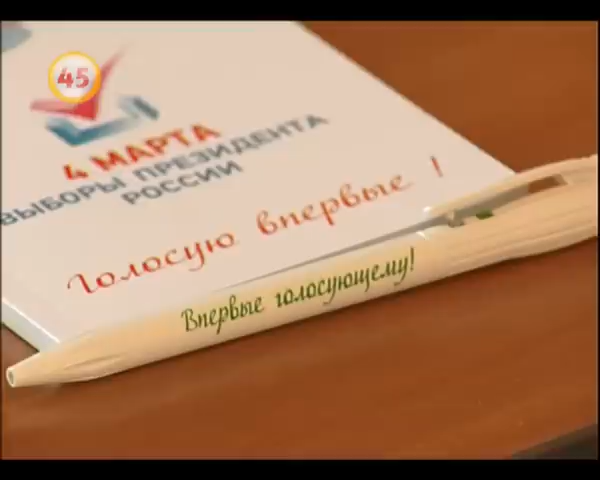 45
4 МАРТА
ВЫБОРЫ ПРЕЗИДЕНТА
РОССИИ
Голосую впервые !
Впервые голосующему!